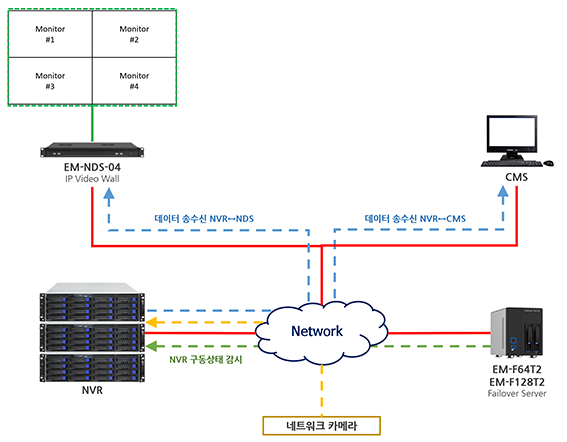 Monitor
#1
Monitor
#2
Monitor
#3
Monitor
#4
EM-NDS-04
IP Video Wall
CMS
데이터 송수신 NVR↔NDS
데이터 송수신 NVR↔CMS
Network
NVR 구동상태 감시
NVR
EM-F64T2
EM-F128T2
Failover Server
네트워크 카메라